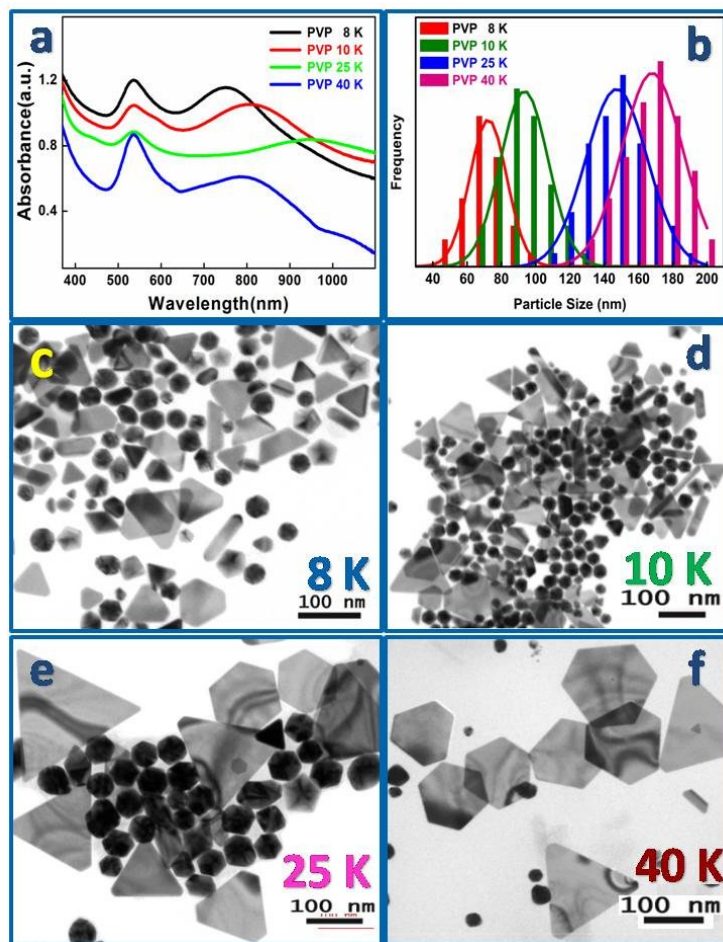 a
PVP 8 K
PVP 10 K
PVP 25 K
PVP 40 K
1.2
0.8
0.4
Absorbance(a.u.)
400 500 600 700 800 900 1000
Wavelength(nm)
b
PVP 8 K
PVP 10 K
PVP 25 K
PVP 40 K
Frequency
40 60 80 100 120 140 160 180 200
Particle Size (nm)
c
8 K
100 nm
d
10 K
100 nm
e
25 K
100 nm
f
40 K
100 nm